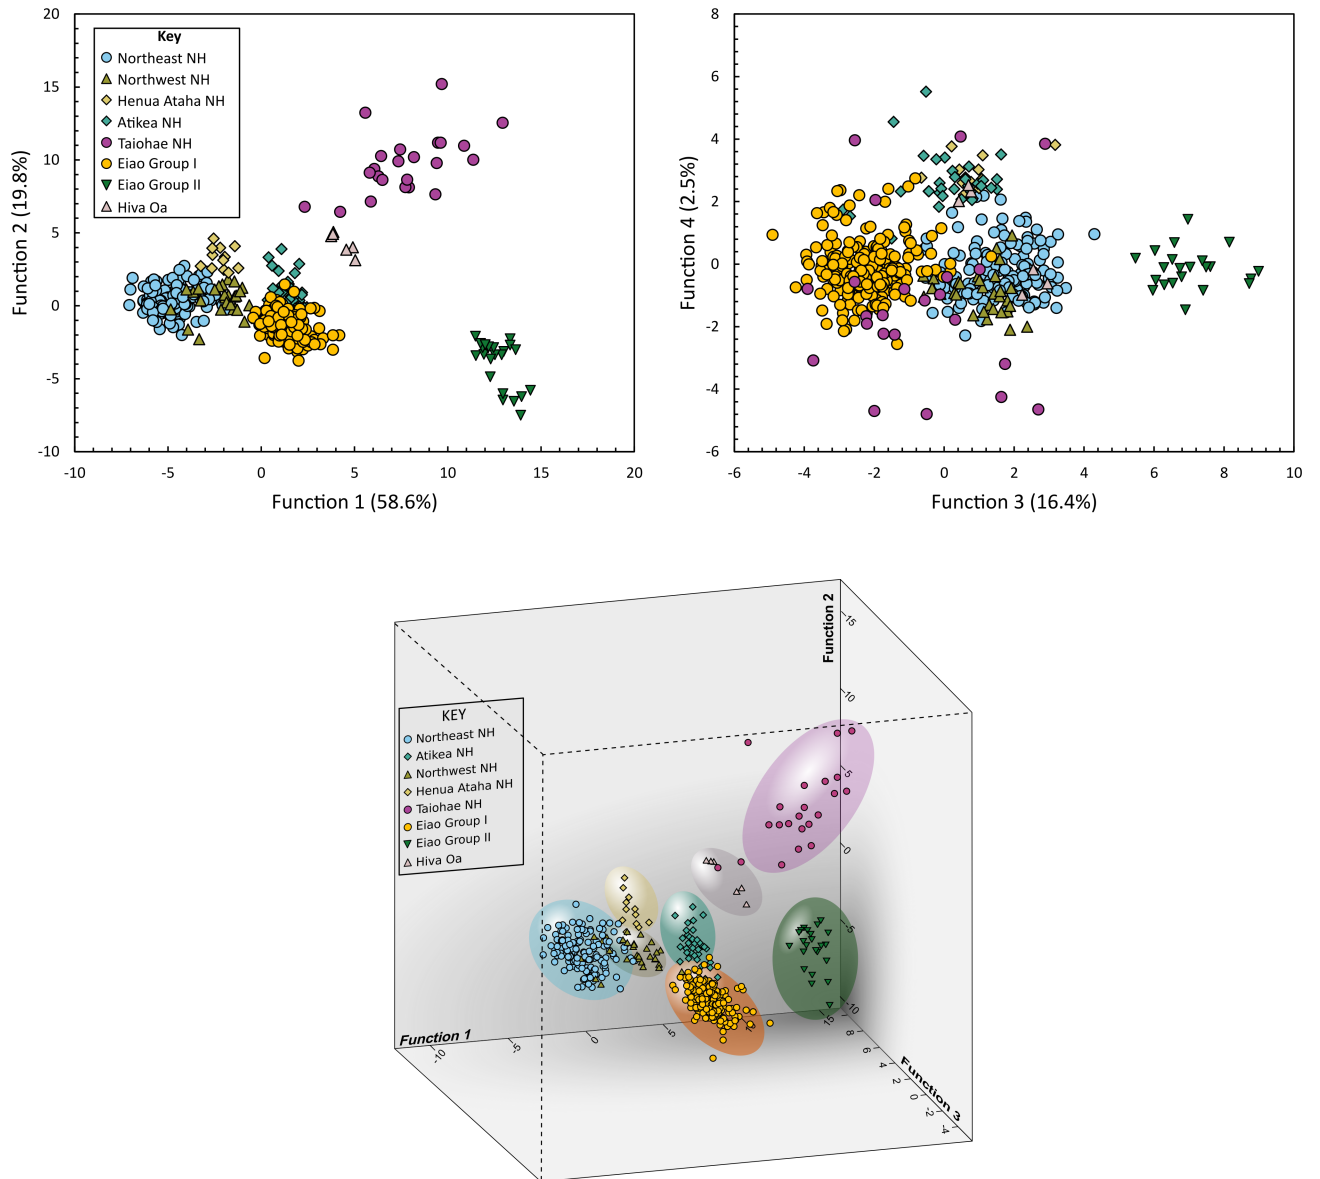 20
15
10
5
0
-5
-10
Function 2 (19.8%)
Key
Northeast NH
Northwest NH
Henua Ataha NH
Atikea NH
Taiohae NH
Eiao Group I
Eiao Group II
Hiva Oa
-10 -5 0 5 10 15 20
Function 1 (58.6%)
8
6
4
2
0
-2
-4
-6
Function 4 (2.5%)
-6 -4 -2 0 2 4 6 8 10
Function 3 (16.4%)
Function 2
-15
-10
-5
-0
-5
-10
KEY
Northeast NH
Atikea NH
Northwest NH
Henua Ataha NH
Taiohae NH
Eiao Group I
Eiao Group II
Hiva Oa
Function 1
-10 -5 0 5 10 15
Function 3
8 6 4 2 0 -2 -4